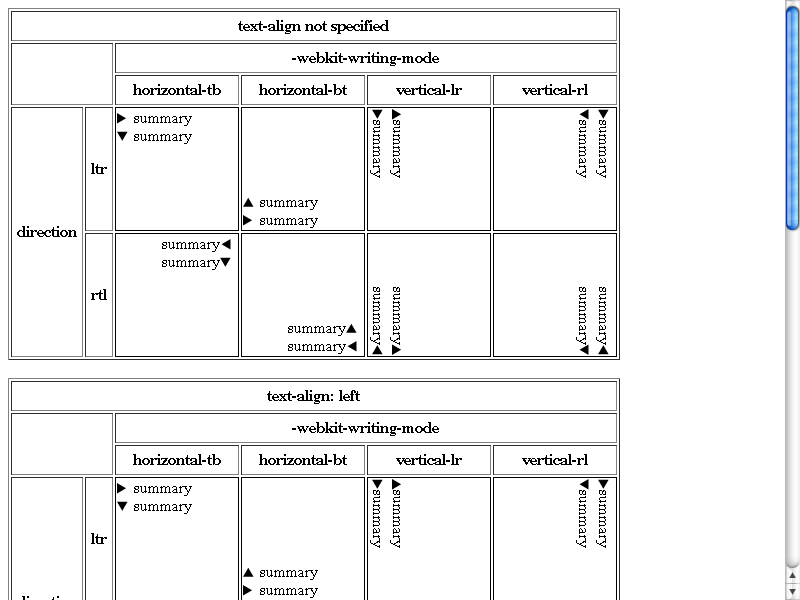 text-align not specified
-webkit-writing-mode
horizontal-tb horizontal-bt vertical-lr vertical-rl
direction
ltr
▶ summary
▼ summary
▲ summary
▶ summary
▼ summary
▶ summary
◀ summary
▼ summary
rtl
summary◀
summary▼
summary▲
summary◀
summary▲
summary▶
summary◀
summary▲
text-align: left
-webkit-writing-mode
horizontal-tb horizontal-bt vertical-lr vertical-rl
ltr
▶ summary
▼ summary
▲ summary
▶ summary
▼ summary
▶ summary
◀ summary
▼ summary